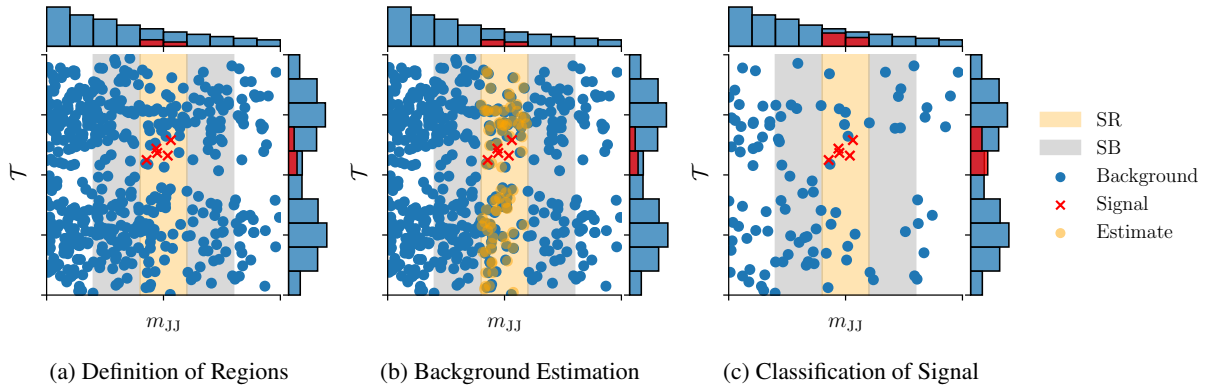 𝒯
m_JJ
(a) Definition of Regions
𝒯
m_JJ
(b) Background Estimation
𝒯
m_JJ
(c) Classification of Signal
SR
SB
Background
Signal
Estimate